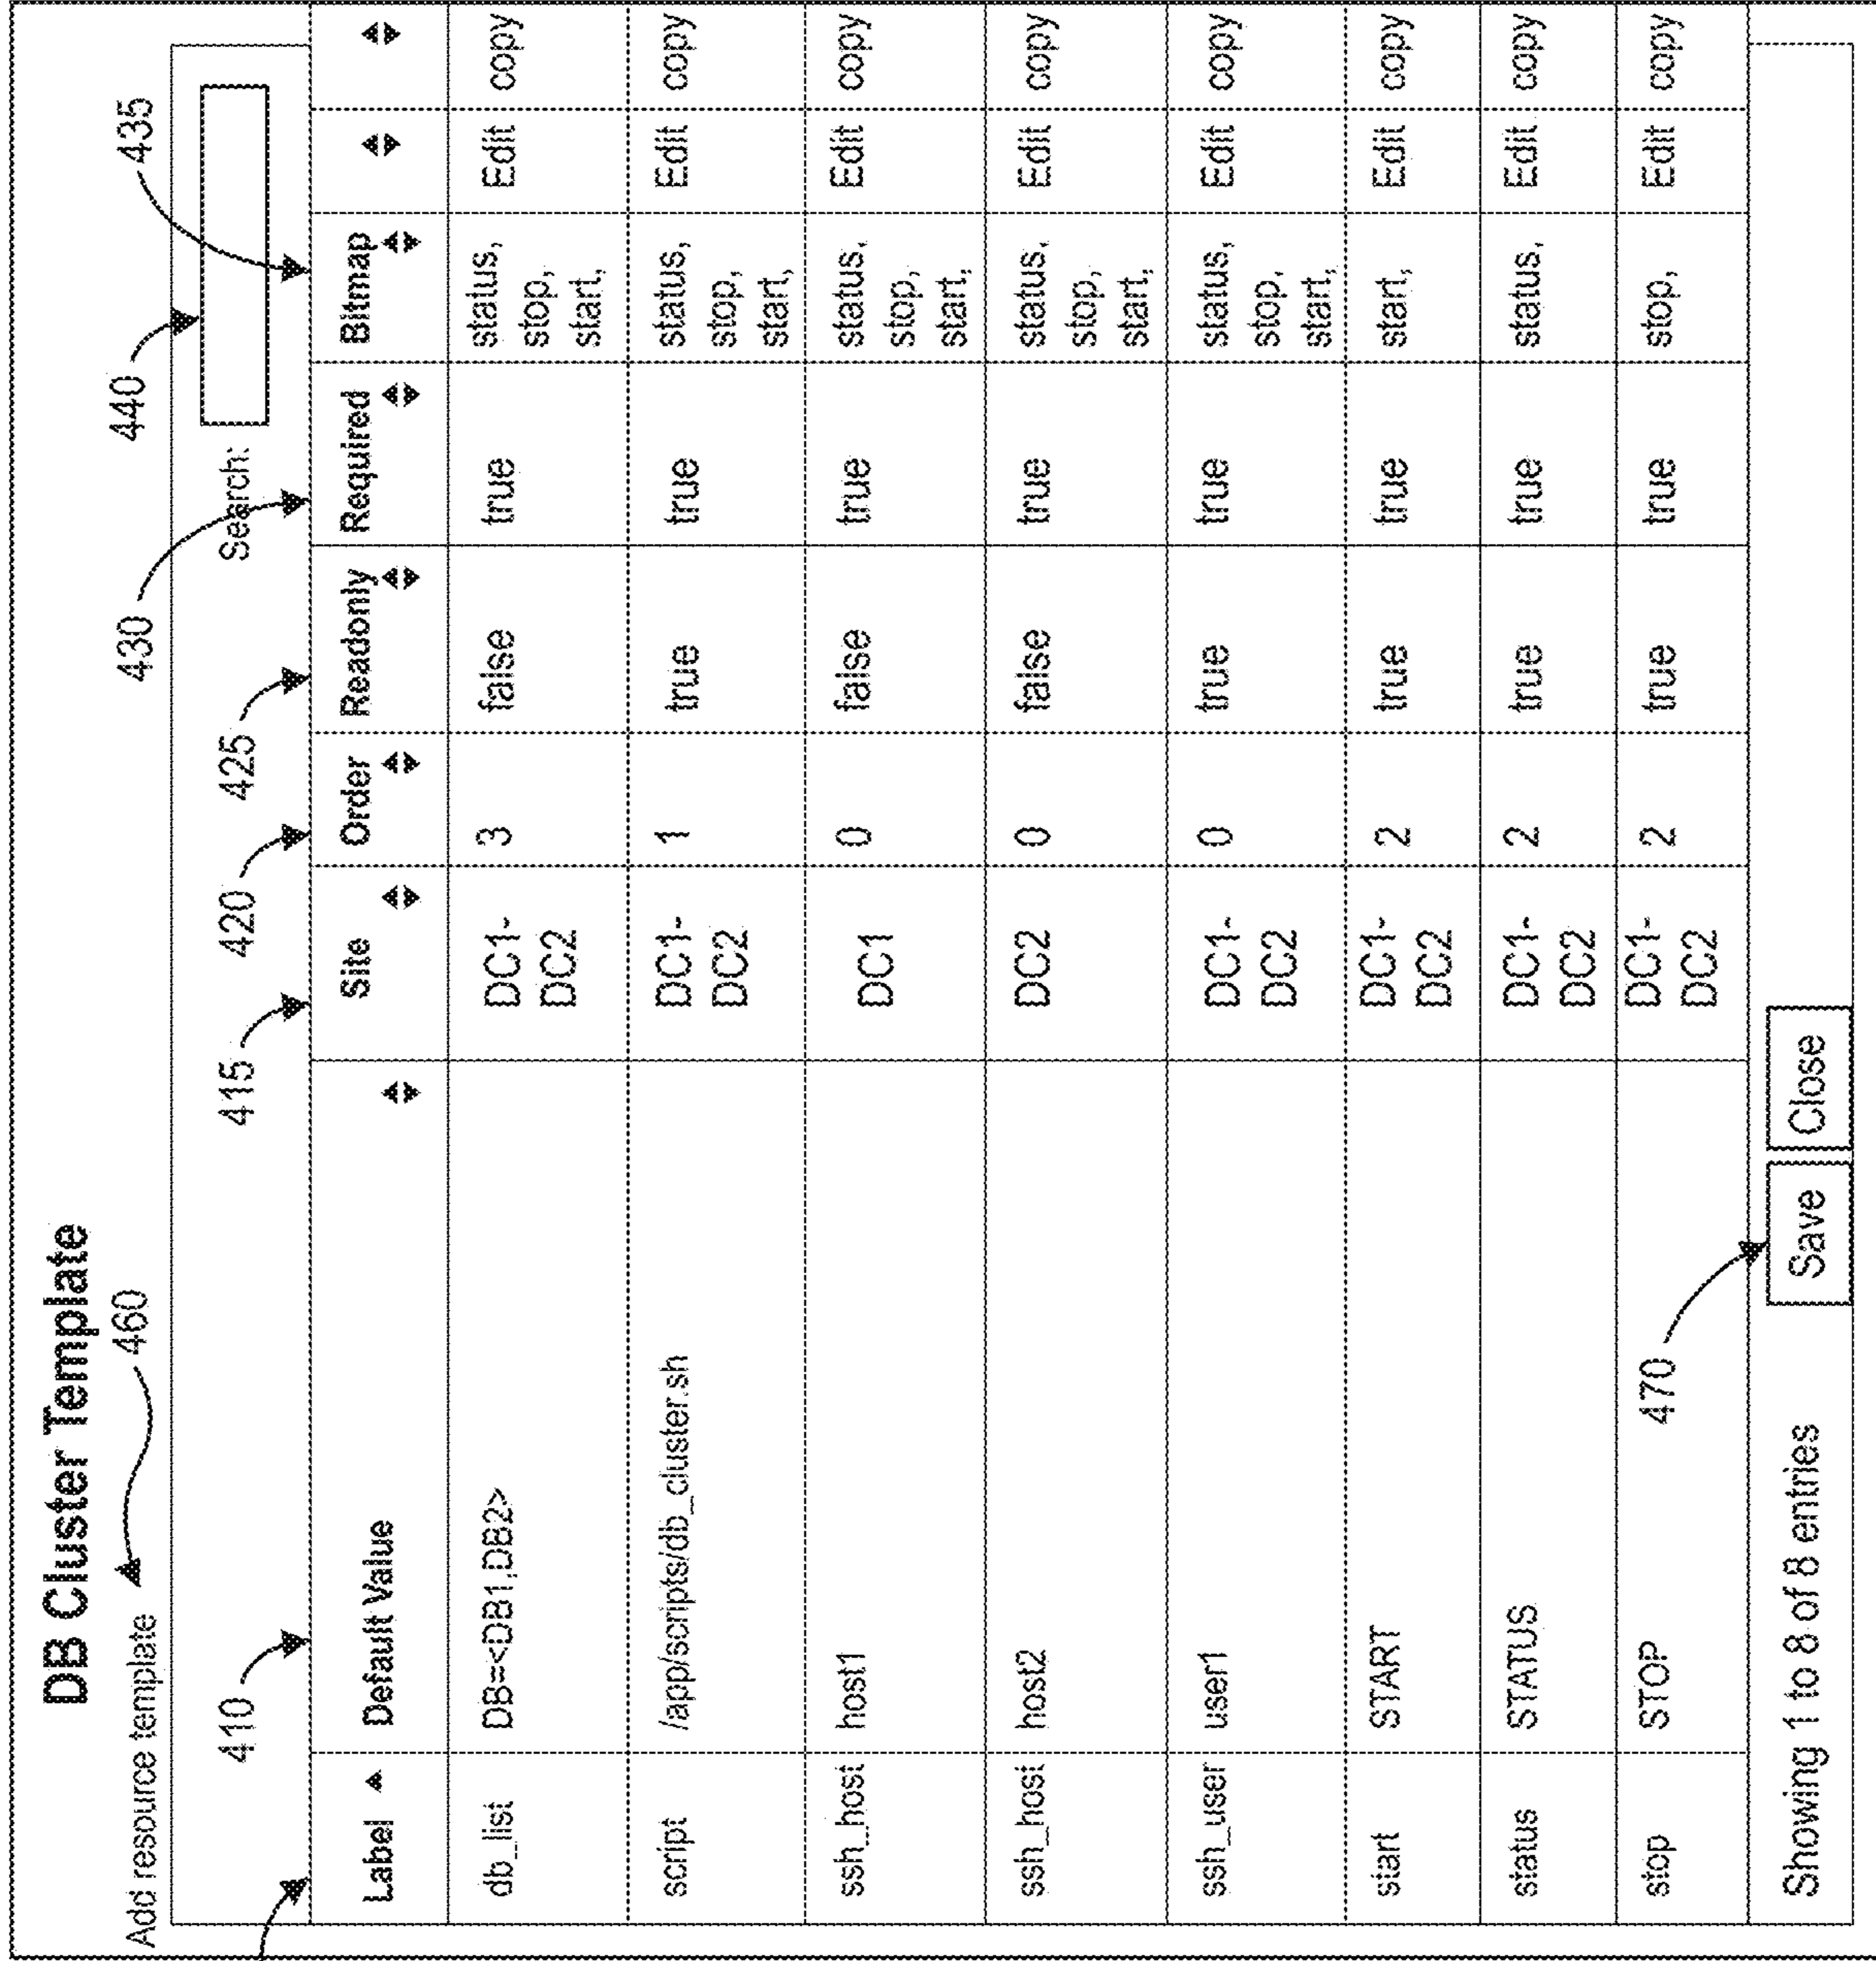 DB Cluster Template
Add resource template 460
440 435
430
410 415 420 425
Search:
Label Default Value Site Order Readonly Required Bitmap
db_list DB=<DB1,DB2> DC1- 3 false true status, Edit copy
DC2 stop,
start,
script /app/scripts/db_cluster.sh DC1- 1 true true status, Edit copy
DC2 stop,
start,
ssh_host host1 DC1 0 false true status, Edit copy
stop,
start,
ssh_host host2 DC2 0 false true status, Edit copy
stop,
start,
ssh_user user1 DC1- 0 true true status, Edit copy
DC2 stop,
start,
start START DC1- 2 true true start, Edit copy
DC2
status STATUS DC1- 2 true true status, Edit copy
DC2
stop STOP DC1- 2 true true stop, Edit copy
DC2
470
Showing 1 to 8 of 8 entries Save Close